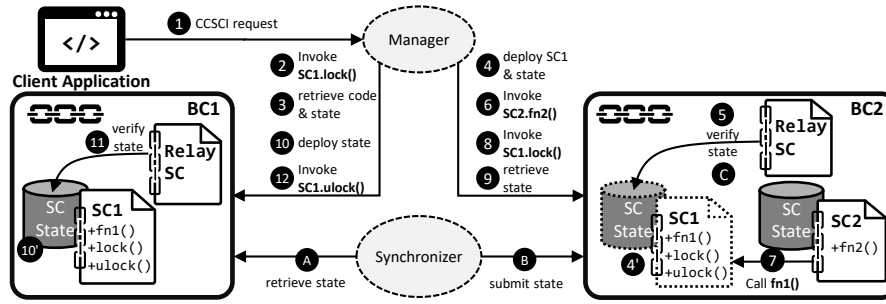 1 CCSCI request
</>
Client Application
Manager
2 Invoke
SC1.lock()
3 retrieve code
& state
10 deploy state
12 Invoke
SC1.ulock()
4 deploy SC1
& state
6 Invoke
SC2.fn2()
8 Invoke
SC1.lock()
9 retrieve
state
BC1
11
verify
state
Relay
SC
SC
State
10'
SC1
+fn1()
+lock()
+ulock()
BC2
5
verify
state
C
Relay
SC
SC
State
4'
SC1
+fn1()
+lock()
+ulock()
SC2
+fn2()
7
Call fn1()
A
retrieve state
Synchronizer
B
submit state